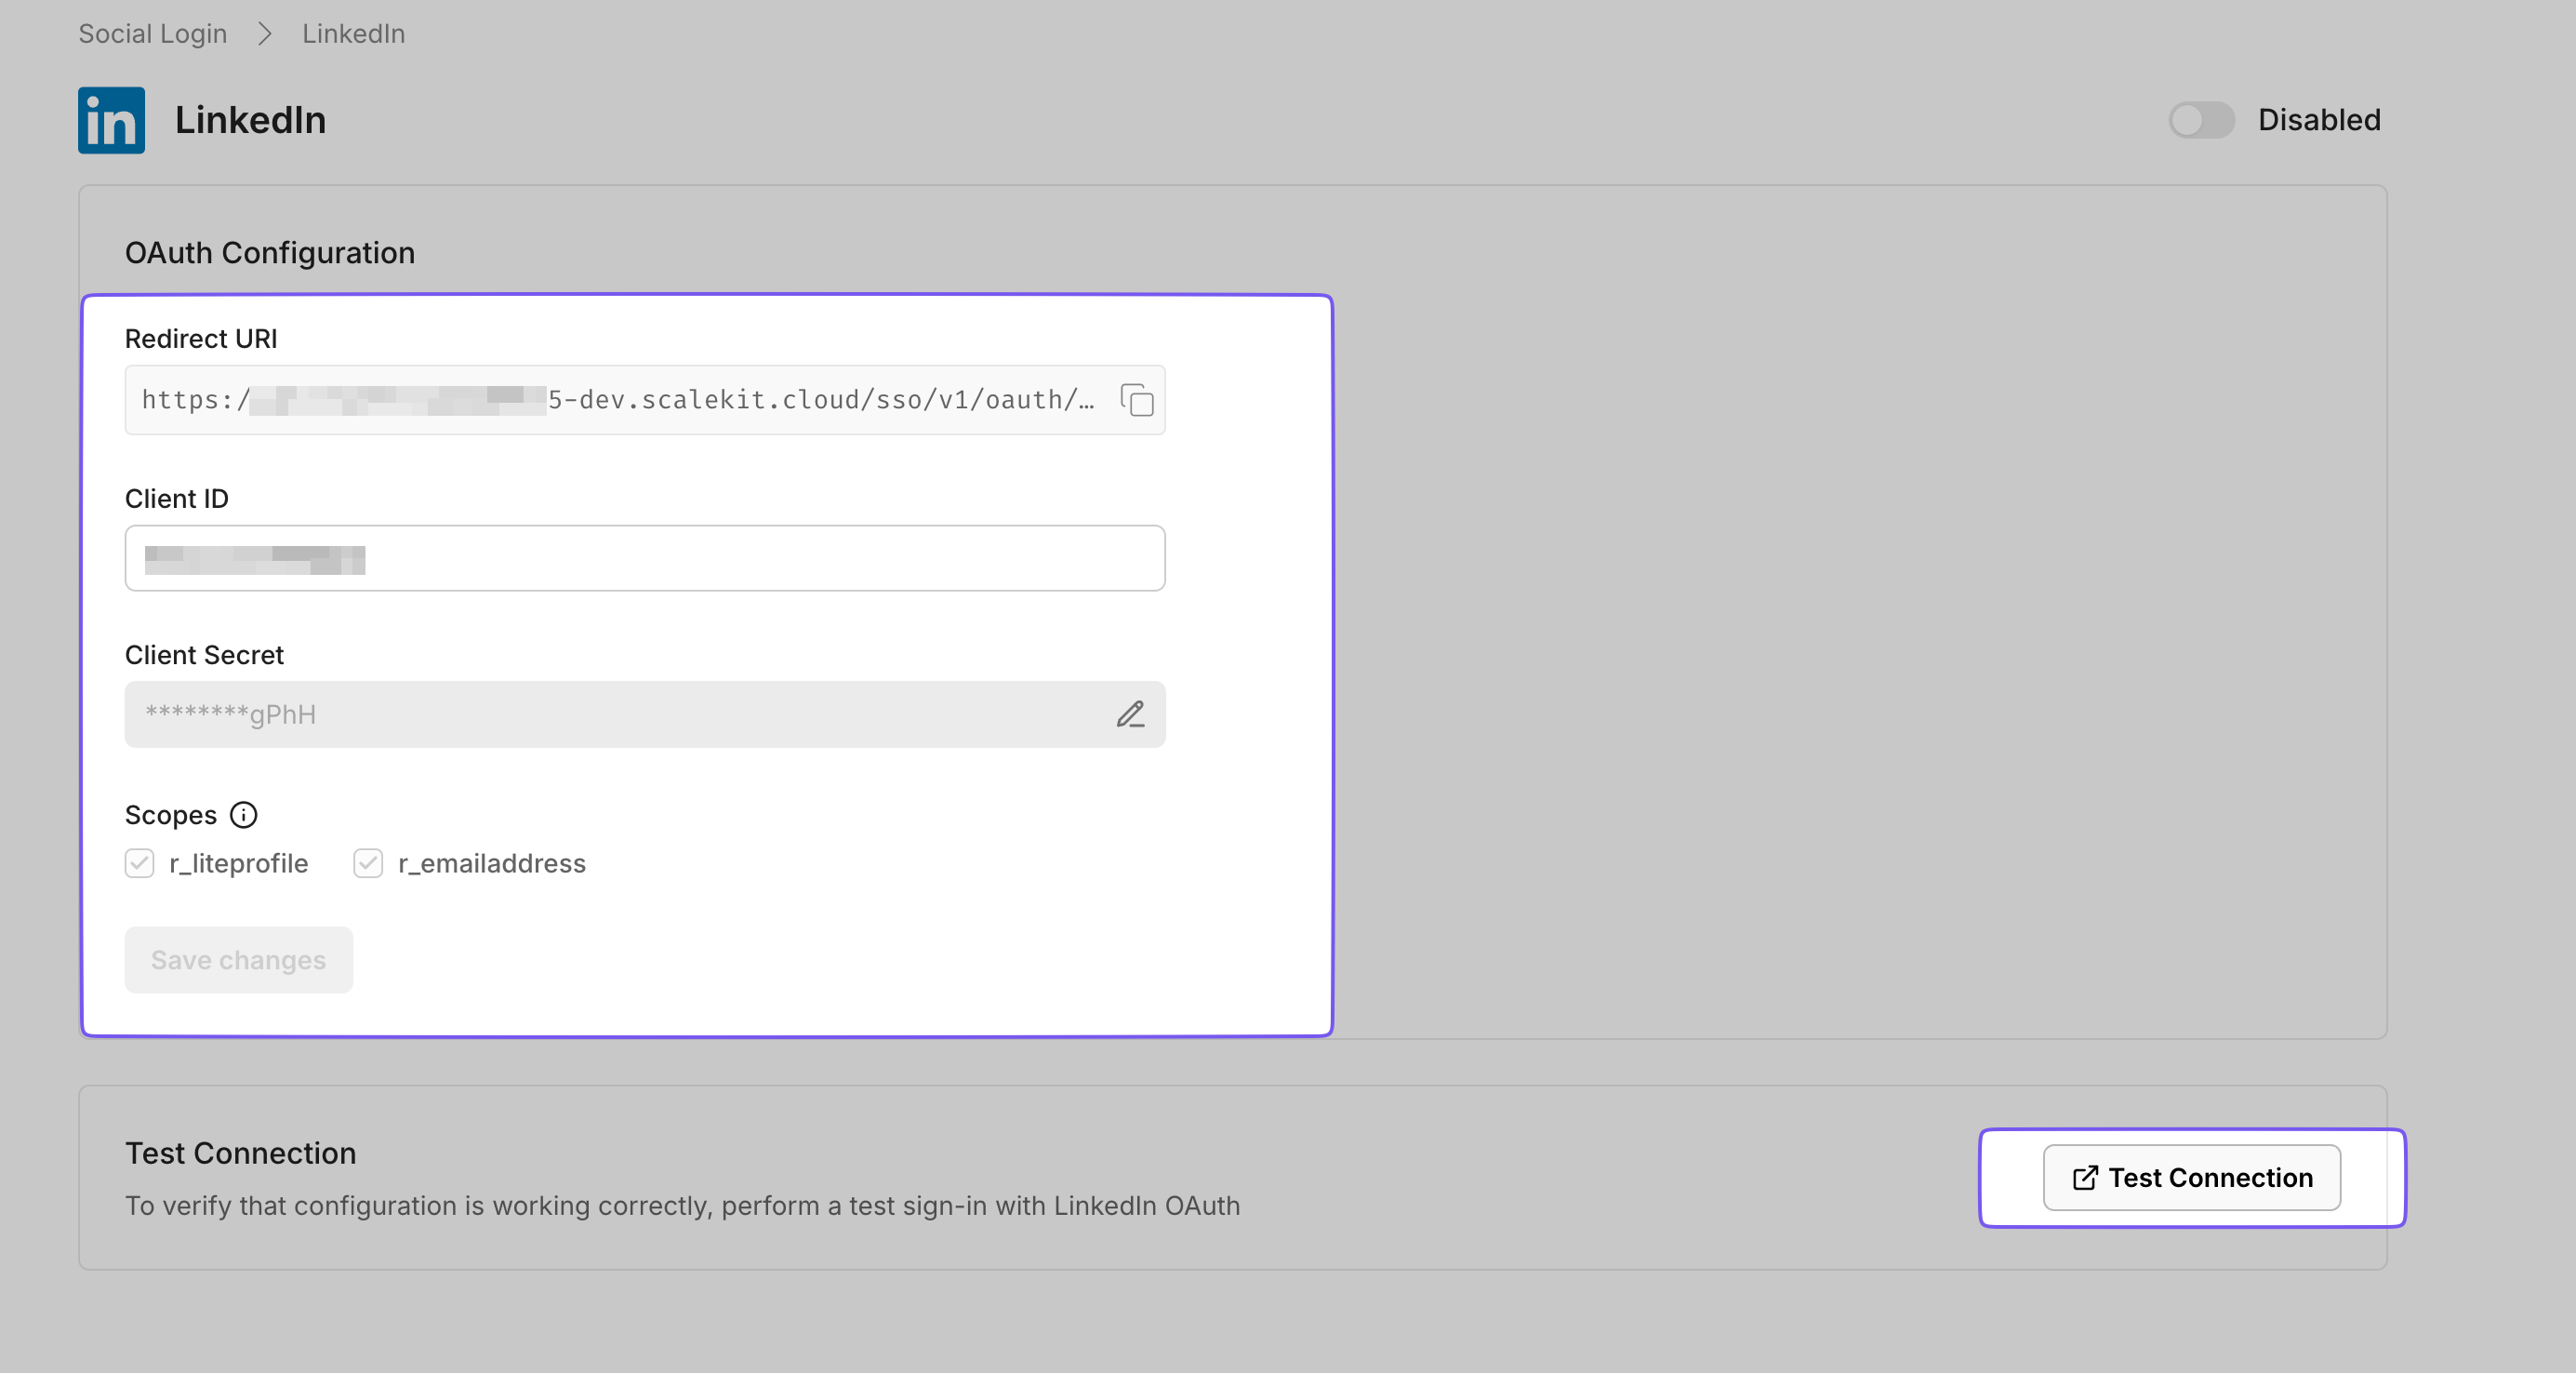 Social Login > LinkedIn
in LinkedIn
Disabled
OAuth Configuration
Redirect URI
https:/ 5-dev.scalekit.cloud/sso/v1/oauth/…
Client ID
Client Secret
********gPhH
Scopes
r_liteprofile r_emailaddress
Save changes
Test Connection
To verify that configuration is working correctly, perform a test sign-in with LinkedIn OAuth
Test Connection